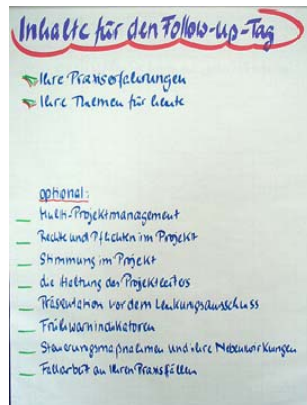 Inhalte für den Follow-up-Tag
Ihre Praxiserfahrungen
Ihre Themen für heute
optional:
Multi-Projektmanagement
Rechte und Pflichten im Projekt
Stimmung im Projekt
die Haltung des Projektleiters
Präsentation vor dem Lenkungsausschuss
Frühwarnindikatoren
Steuerungsmaßnahmen und ihre Nebenwirkungen
Fallarbeit an Ihren Praxisfällen